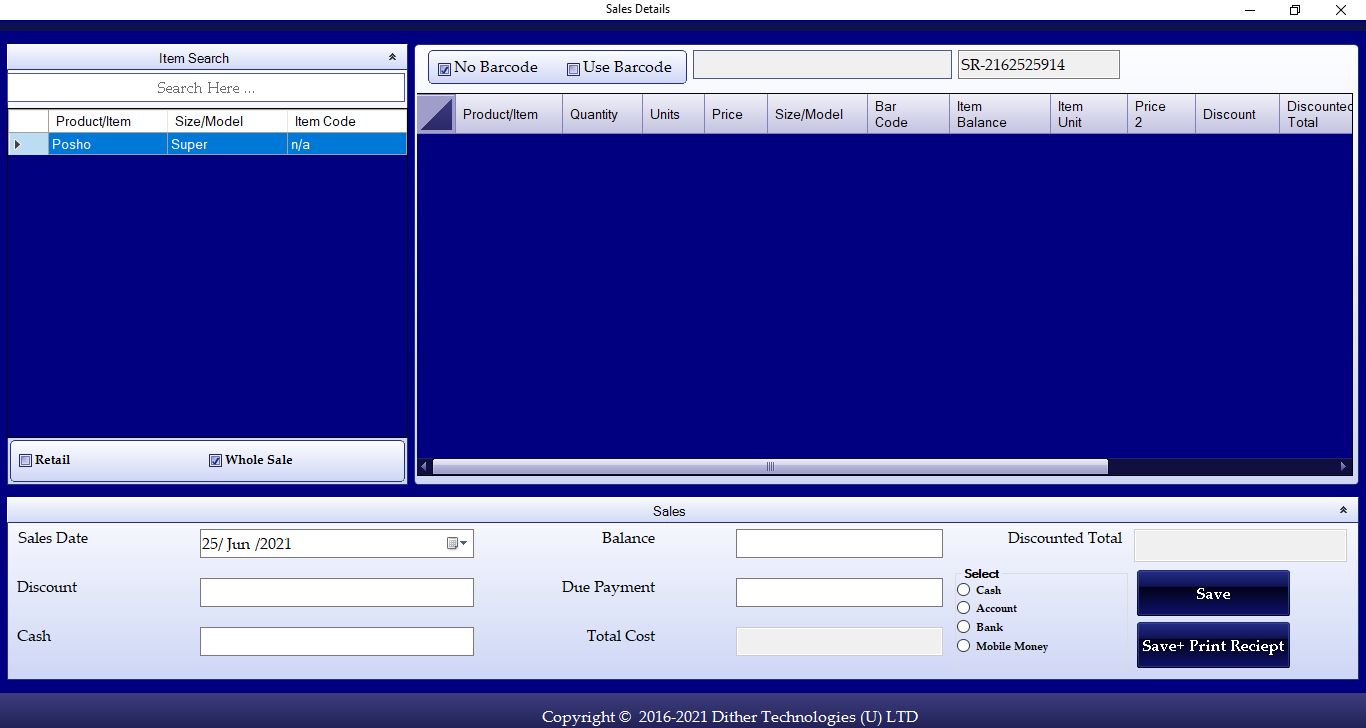 Sales Details
Item Search
Search Here ...
Product/Item Size/Model Item Code
Posho Super n/a
Retail Whole Sale
No Barcode Use Barcode SR-2162525914
Product/Item Quantity Units Price Size/Model Bar Code Item Balance Item Unit Price 2 Discount Discounted Total
Sales
Sales Date 25/ Jun /2021 Balance Discounted Total
Discount Due Payment
Cash Total Cost
Select
Cash
Account
Bank
Mobile Money
Save
Save+ Print Reciept
Copyright © 2016-2021 Dither Technologies (U) LTD